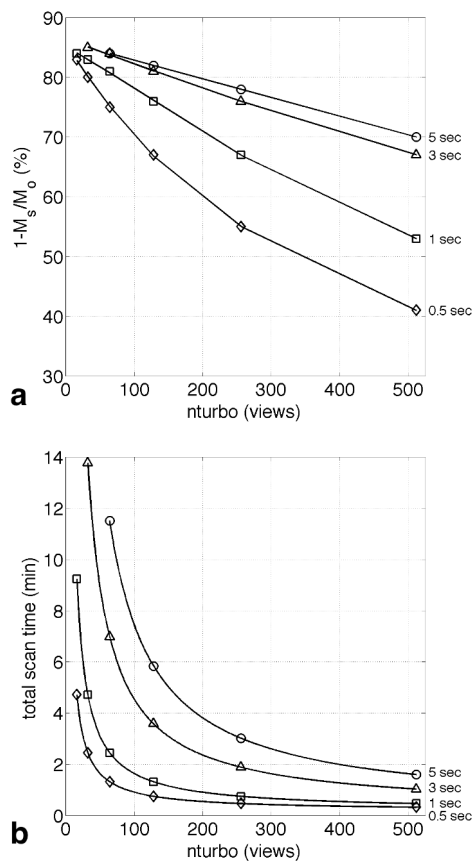 90
80
70
60
50
40
30
1-Ms/Mo (%)
5 sec
3 sec
1 sec
0.5 sec
0 100 200 300 400 500
nturbo (views)
a
14
12
10
8
6
4
2
0
total scan time (min)
5 sec
3 sec
1 sec
0.5 sec
0 100 200 300 400 500
nturbo (views)
b